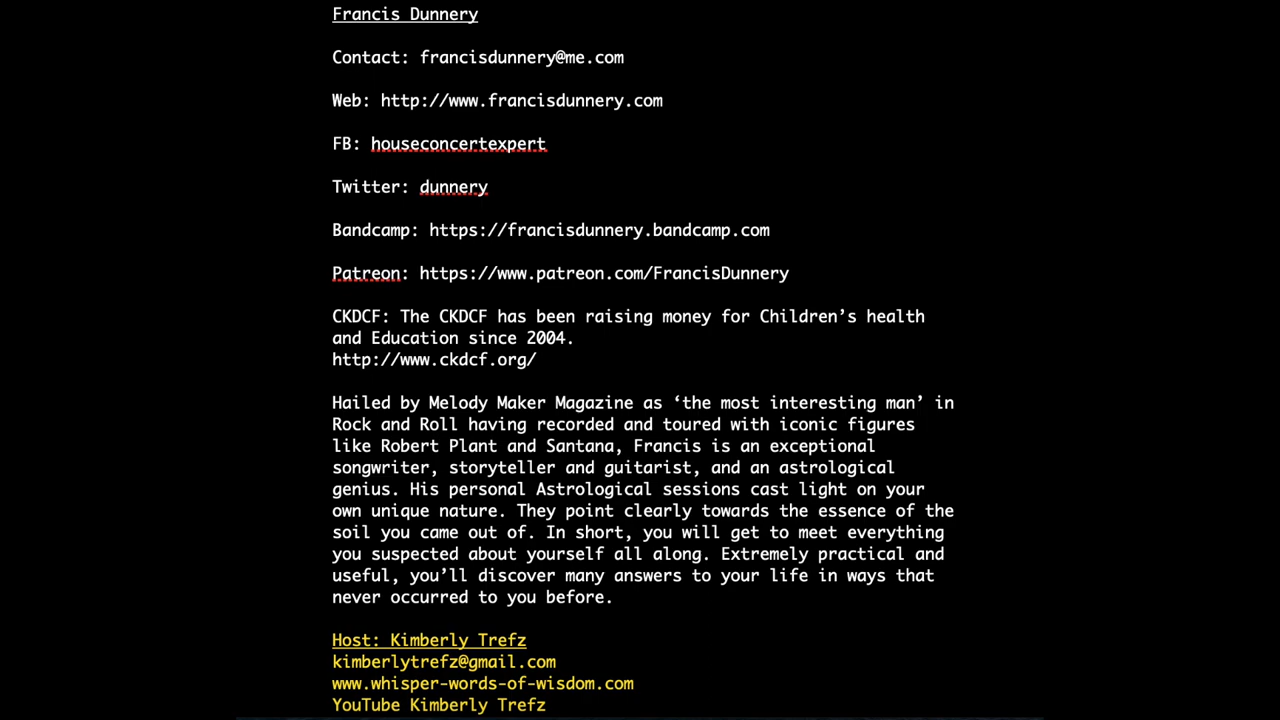 Francis Dunnery
Contact: francisdunnery@me.com
Web: http://www.francisdunnery.com
FB: houseconcertexpert
Twitter: dunnery
Bandcamp: https://francisdunnery.bandcamp.com
Patreon: https://www.patreon.com/FrancisDunnery
CKDCF: The CKDCF has been raising money for Children’s health
and Education since 2004.
http://www.ckdcf.org/
Hailed by Melody Maker Magazine as ‘the most interesting man’ in
Rock and Roll having recorded and toured with iconic figures
like Robert Plant and Santana, Francis is an exceptional
songwriter, storyteller and guitarist, and an astrological
genius. His personal Astrological sessions cast light on your
own unique nature. They point clearly towards the essence of the
soil you came out of. In short, you will get to meet everything
you suspected about yourself all along. Extremely practical and
useful, you’ll discover many answers to your life in ways that
never occurred to you before.
Host: Kimberly Trefz
kimberlytrefz@gmail.com
www.whisper-words-of-wisdom.com
YouTube Kimberly Trefz